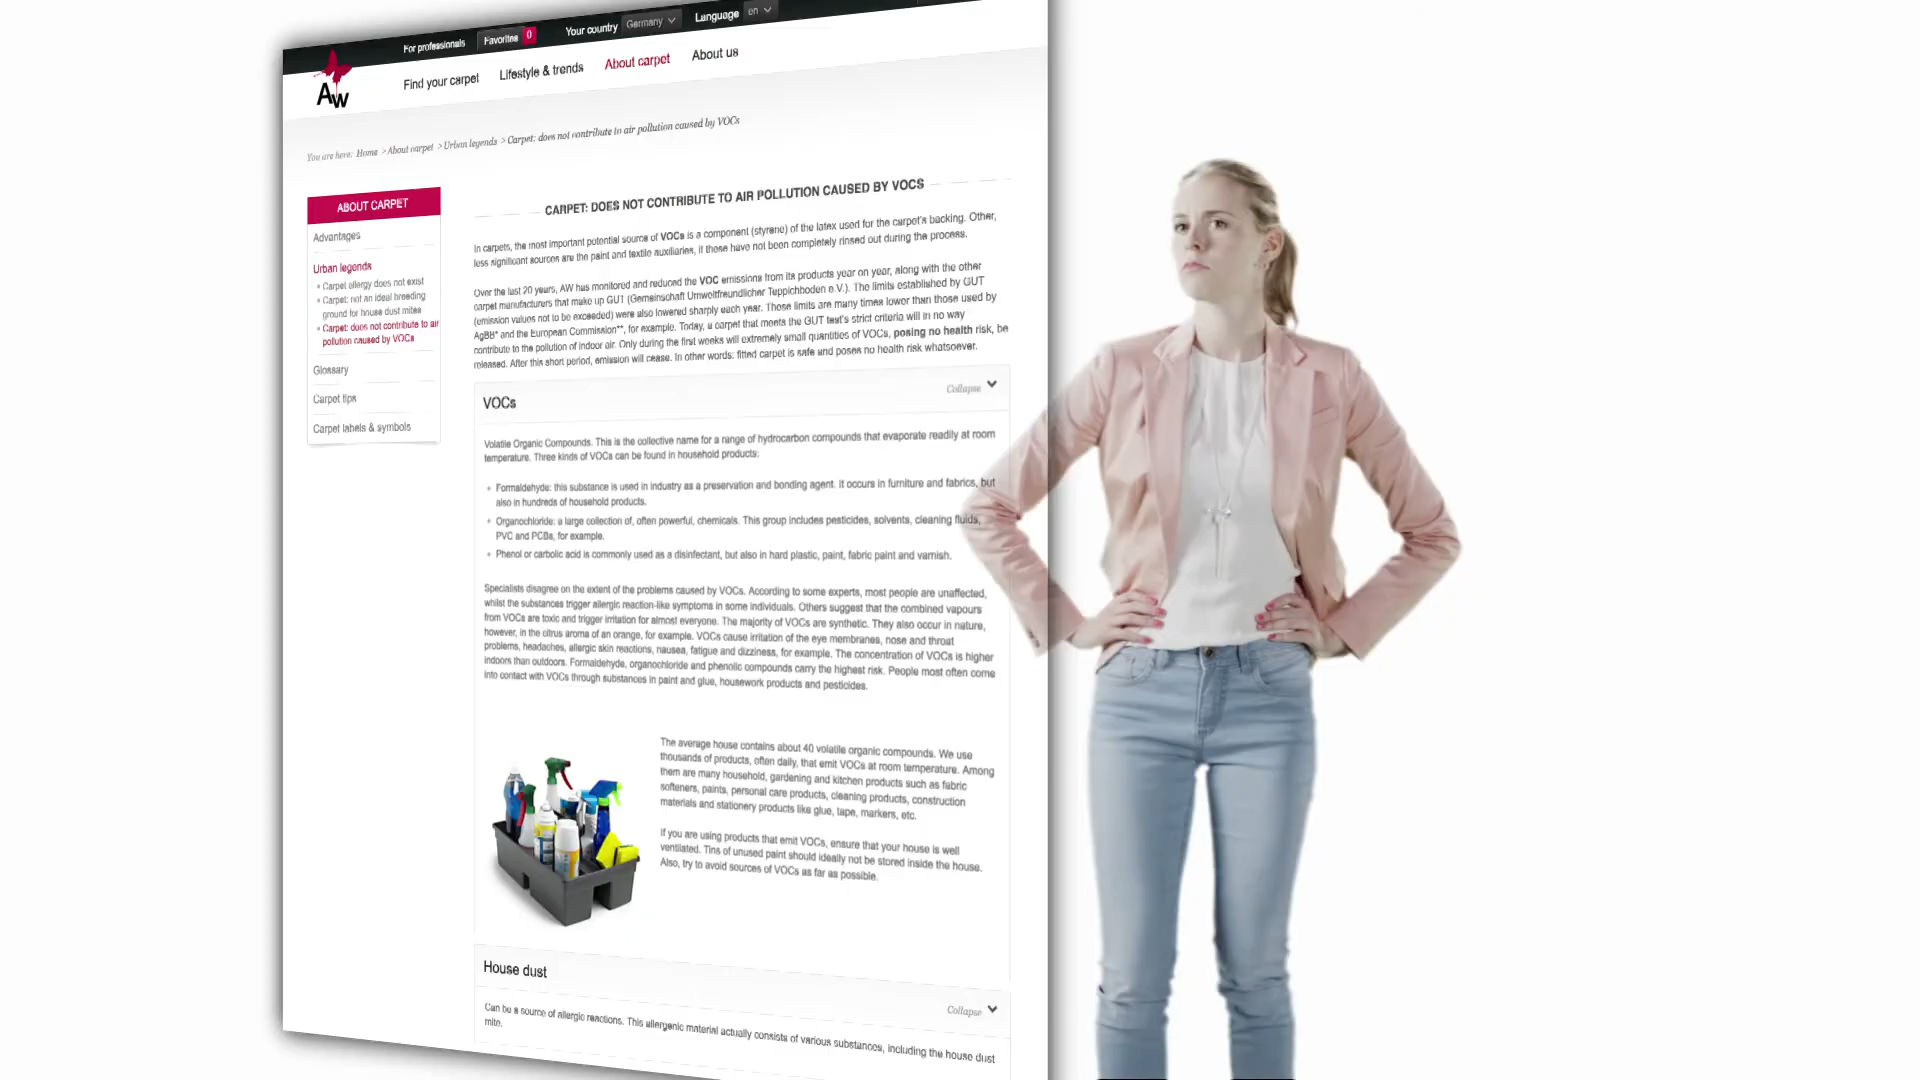 For professionals Favorites 0 Your country Germany Language en
AW
Find your carpet Lifestyle & trends About carpet About us
You are here: Home > About carpet > Urban legends > Carpet: does not contribute to air pollution caused by VOCs
ABOUT CARPET
Advantages
Urban legends
Carpet allergy does not exist
Carpet: not an ideal breeding
ground for house dust mites
Carpet: does not contribute to air
pollution caused by VOCs
Glossary
Carpet tips
Carpet labels & symbols
CARPET: DOES NOT CONTRIBUTE TO AIR POLLUTION CAUSED BY VOCS
In carpets, the most important potential source of VOCs is a component (styrene) of the latex used for the carpet's backing. Other,
less significant sources are the paint and textile auxiliaries, if these have not been completely rinsed out during the process.
Over the last 20 years, AW has monitored and reduced the VOC emissions from its products year on year, along with the other
carpet manufacturers that make up GUT (Gemeinschaft Umweltfreundlicher Teppichboden e.V.). The limits established by GUT
(emission values not to be exceeded) were also lowered sharply each year. These limits are many times lower than those used by
AgBB* and the European Commission**, for example. Today, a carpet that meets the GUT test's strict criteria will in no way
contribute to the pollution of indoor air. Only during the first weeks will extremely small quantities of VOCs, posing no health risk, be
released. After this short period, emission will cease. In other words: fitted carpet is safe and poses no health risk whatsoever.
Collapse
VOCs
Volatile Organic Compounds. This is the collective name for a range of hydrocarbon compounds that evaporate readily at room
temperature. Three kinds of VOCs can be found in household products:
Formaldehyde: this substance is used in industry as a preservation and bonding agent. It occurs in furniture and fabrics, but
also in hundreds of household products.
Organochloride: a large collection of, often powerful, chemicals. This group includes pesticides, solvents, cleaning fluids,
PVC and PCBs, for example.
Phenol or carbolic acid is commonly used as a disinfectant, but also in hard plastic, paint, fabric paint and varnish.
Specialists disagree on the extent of the problems caused by VOCs. According to some experts, most people are unaffected,
whilst the substances trigger allergic reaction-like symptoms in some individuals. Others suggest that the combined vapours
from VOCs are toxic and trigger irritation for almost everyone. The majority of VOCs are synthetic. They also occur in nature,
however, in the citrus aroma of an orange, for example. VOCs cause irritation of the eye membranes, nose and throat
problems, headaches, allergic skin reactions, nausea, fatigue and dizziness, for example. The concentration of VOCs is higher
indoors than outdoors. Formaldehyde, organochloride and phenolic compounds carry the highest risk. People most often come
into contact with VOCs through substances in paint and glue, housework products and pesticides.
The average house contains about 40 volatile organic compounds. We use
thousands of products, often daily, that emit VOCs at room temperature. Among
them are many household, gardening and kitchen products such as fabric
softeners, paints, personal care products, cleaning products, construction
materials and stationery products like glue, tape, markers, etc.
If you are using products that emit VOCs, ensure that your house is well
ventilated. Tins of unused paint should ideally not be stored inside the house.
Also, try to avoid sources of VOCs as far as possible.
House dust
Collapse
Can be a source of allergic reactions. This allergenic material actually consists of various substances, including the house dust
mite.